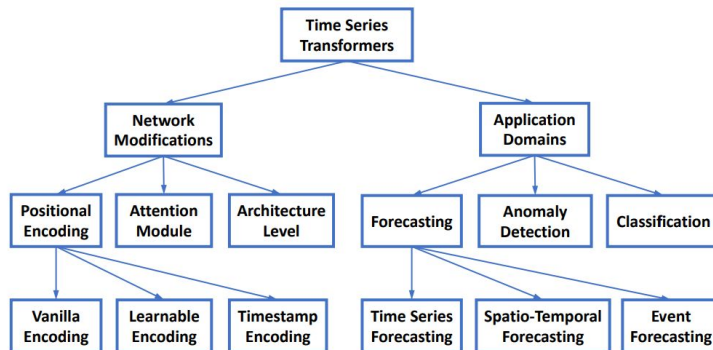 Time Series
Transformers
Network
Modifications
Application
Domains
Positional
Encoding
Attention
Module
Architecture
Level
Forecasting
Anomaly
Detection
Classification
Vanilla
Encoding
Learnable
Encoding
Timestamp
Encoding
Time Series
Forecasting
Spatio-Temporal
Forecasting
Event
Forecasting